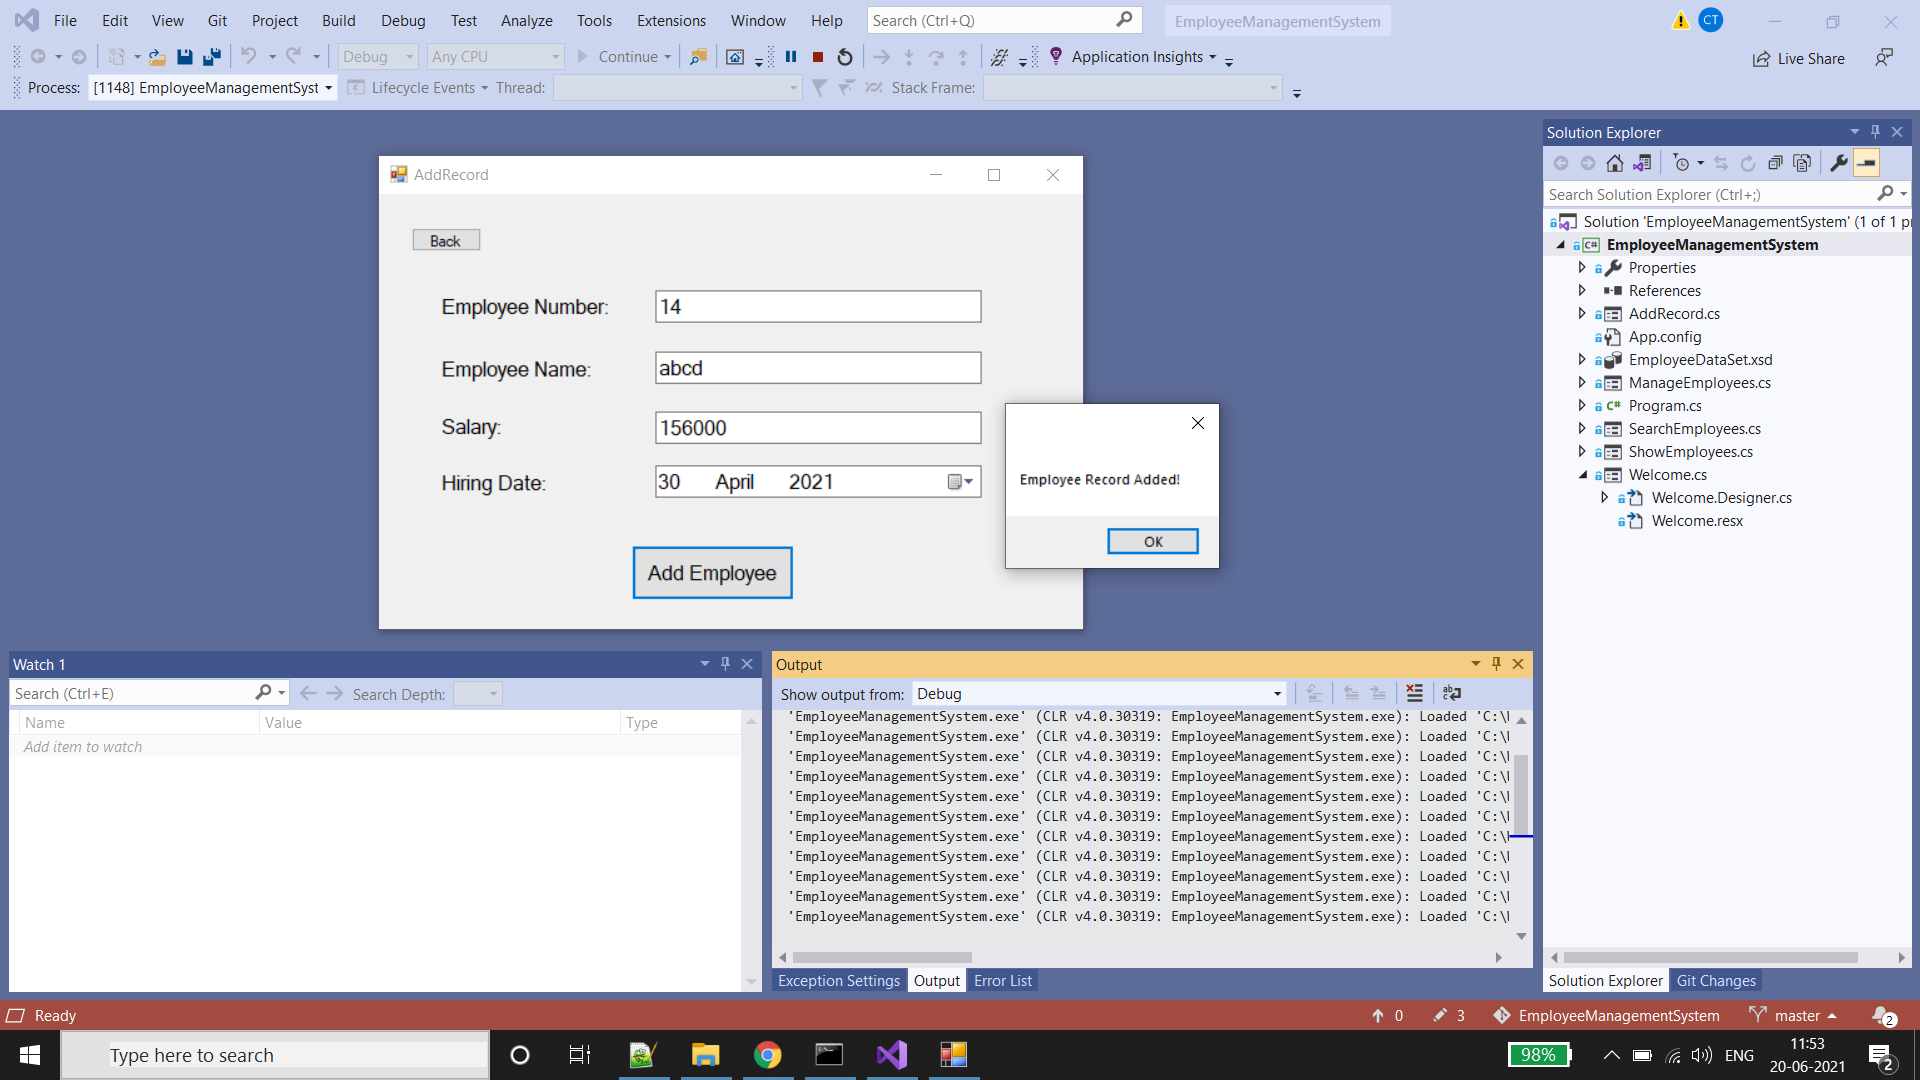 File Edit View Git Project Build Debug Test Analyze Tools Extensions Window Help Search (Ctrl+Q) EmployeeManagementSystem CT
Debug Any CPU Continue Application Insights Live Share
Process: [1148] EmployeeManagementSyst Lifecycle Events Thread: Stack Frame:
AddRecord
Back
Employee Number: 14
Employee Name: abcd
Salary: 156000
Hiring Date: 30 April 2021
Add Employee
Employee Record Added!
OK
Solution Explorer
Search Solution Explorer (Ctrl+;)
Solution 'EmployeeManagementSystem' (1 of 1 p
C# EmployeeManagementSystem
Properties
References
AddRecord.cs
App.config
EmployeeDataSet.xsd
ManageEmployees.cs
C# Program.cs
SearchEmployees.cs
ShowEmployees.cs
Welcome.cs
Welcome.Designer.cs
Welcome.resx
Solution Explorer Git Changes
Watch 1
Search (Ctrl+E) Search Depth:
Name Value Type
Add item to watch
Output
Show output from: Debug
'EmployeeManagementSystem.exe' (CLR v4.0.30319: EmployeeManagementSystem.exe): Loaded 'C:\
'EmployeeManagementSystem.exe' (CLR v4.0.30319: EmployeeManagementSystem.exe): Loaded 'C:\
'EmployeeManagementSystem.exe' (CLR v4.0.30319: EmployeeManagementSystem.exe): Loaded 'C:\
'EmployeeManagementSystem.exe' (CLR v4.0.30319: EmployeeManagementSystem.exe): Loaded 'C:\
'EmployeeManagementSystem.exe' (CLR v4.0.30319: EmployeeManagementSystem.exe): Loaded 'C:\
'EmployeeManagementSystem.exe' (CLR v4.0.30319: EmployeeManagementSystem.exe): Loaded 'C:\
'EmployeeManagementSystem.exe' (CLR v4.0.30319: EmployeeManagementSystem.exe): Loaded 'C:\
'EmployeeManagementSystem.exe' (CLR v4.0.30319: EmployeeManagementSystem.exe): Loaded 'C:\
'EmployeeManagementSystem.exe' (CLR v4.0.30319: EmployeeManagementSystem.exe): Loaded 'C:\
'EmployeeManagementSystem.exe' (CLR v4.0.30319: EmployeeManagementSystem.exe): Loaded 'C:\
'EmployeeManagementSystem.exe' (CLR v4.0.30319: EmployeeManagementSystem.exe): Loaded 'C:\
Exception Settings Output Error List
Ready 0 3 EmployeeManagementSystem master 2
Type here to search 98% ENG 11:53
20-06-2021 2